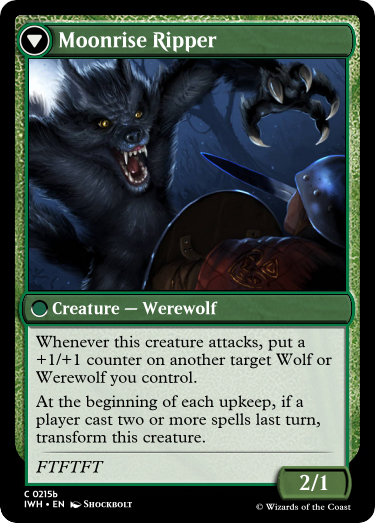 Moonrise Ripper
Creature — Werewolf
Whenever this creature attacks, put a
+1/+1 counter on another target Wolf or
Werewolf you control.
At the beginning of each upkeep, if a
player cast two or more spells last turn,
transform this creature.
FTFTFT
2/1
C 0215b
IWH • EN Shockbolt
© Wizards of the Coast